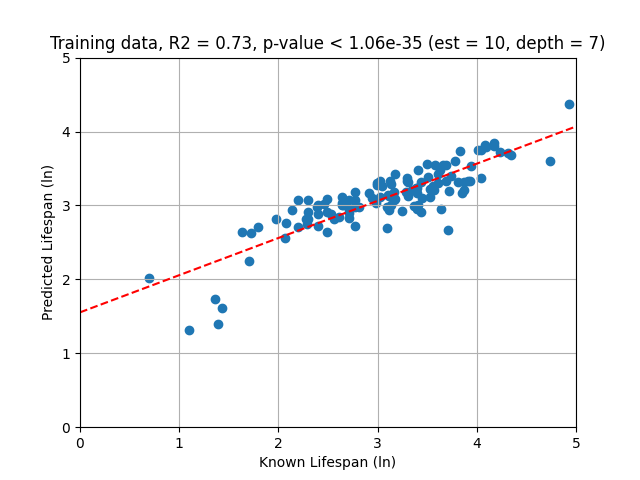 Training data, R2 = 0.73, p-value < 1.06e-35 (est = 10, depth = 7)
5
4
3
2
1
0
Predicted Lifespan (ln)
0 1 2 3 4 5
Known Lifespan (ln)